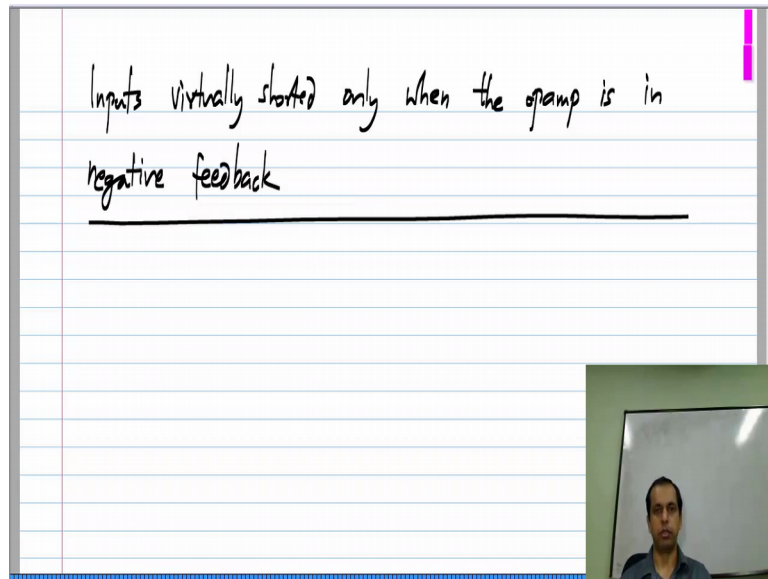 Inputs virtually shorted only when the opamp is in
negative feedback